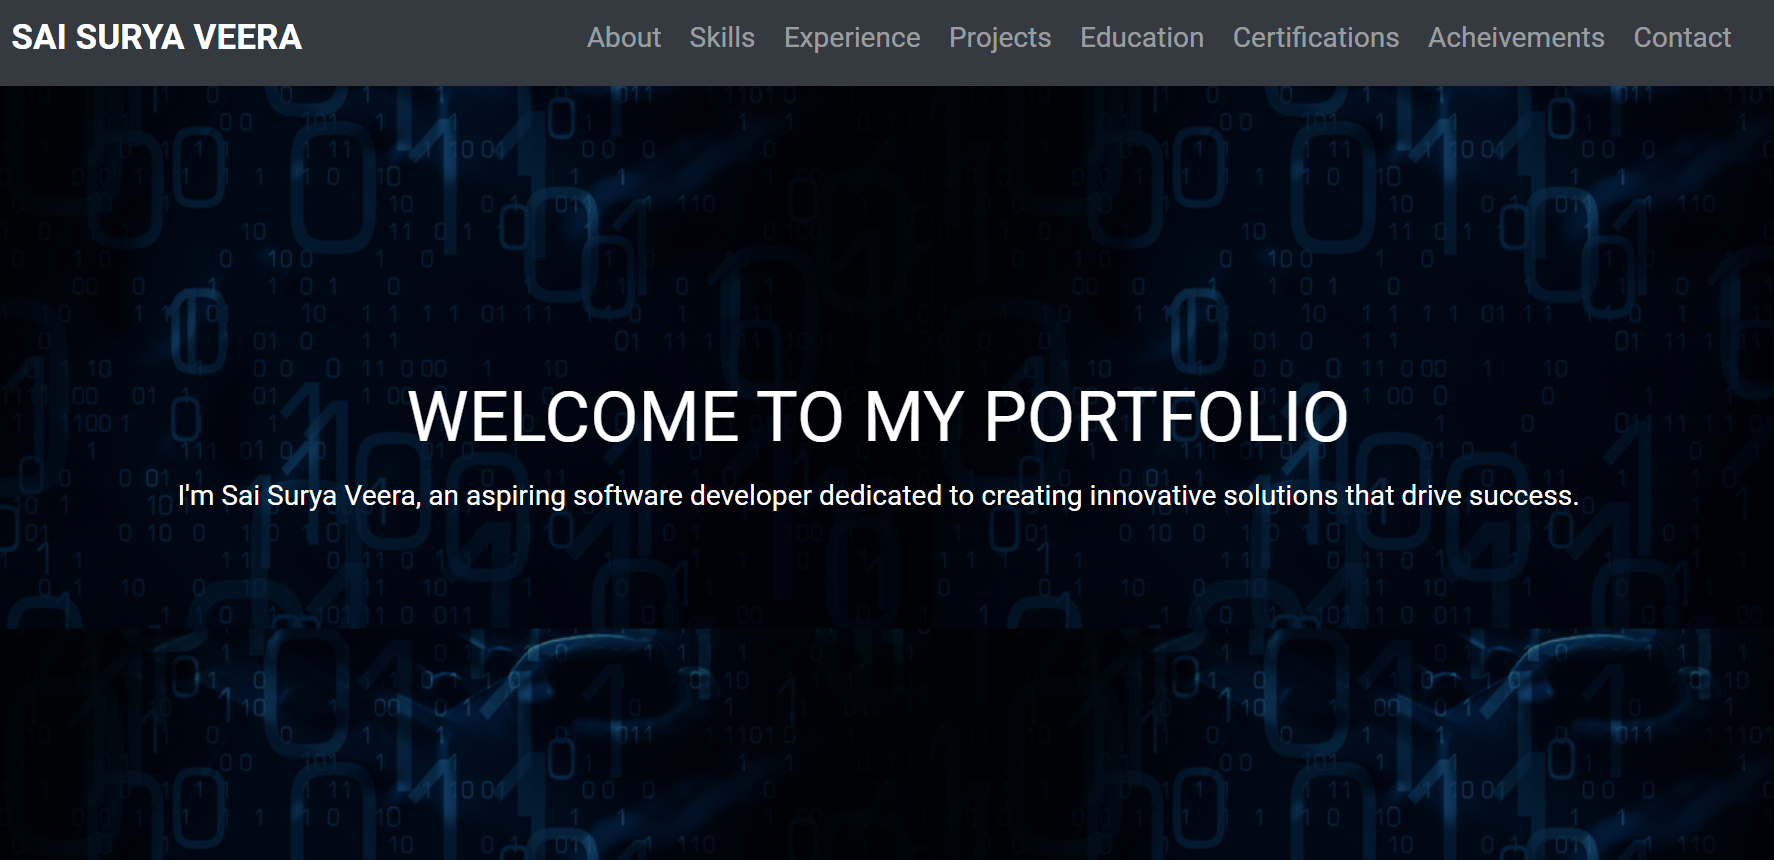 SAI SURYA VEERA
About Skills Experience Projects Education Certifications Acheivements Contact
WELCOME TO MY PORTFOLIO
I'm Sai Surya Veera, an aspiring software developer dedicated to creating innovative solutions that drive success.